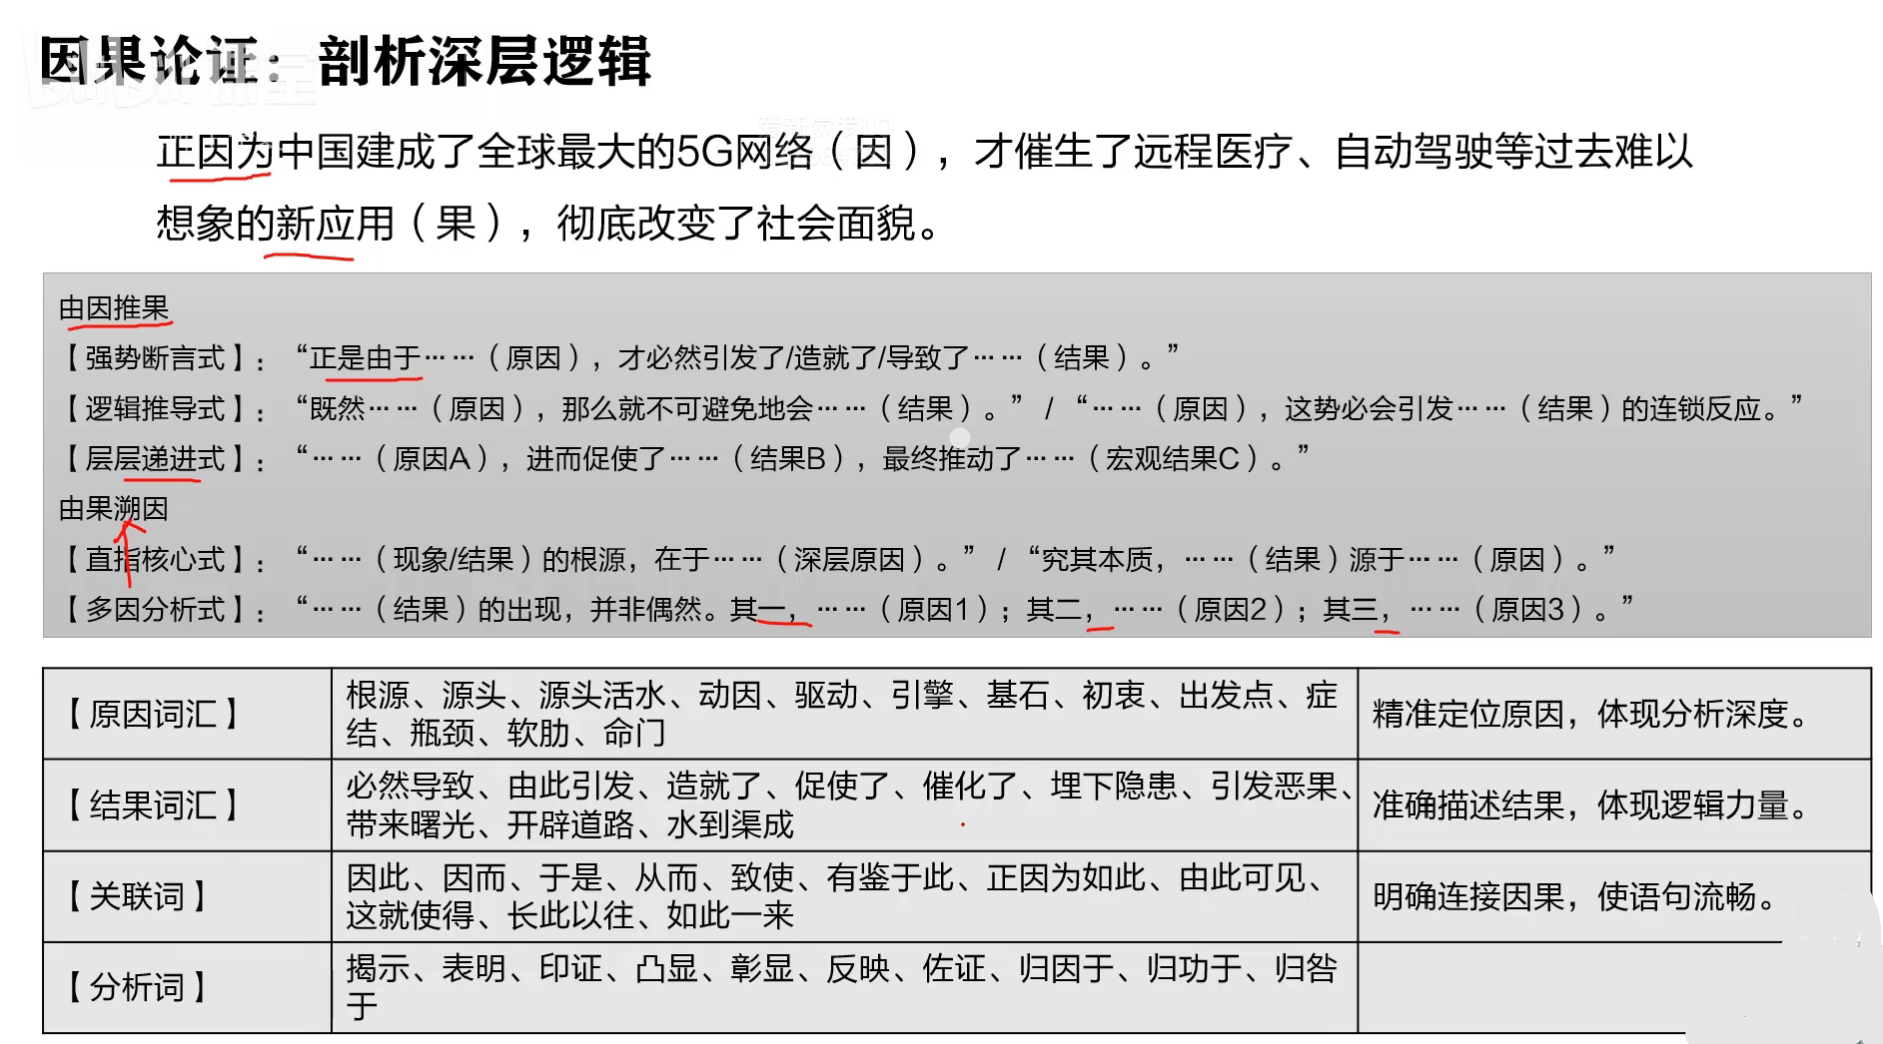 因果论证：剖析深层逻辑
正因为中国建成了全球最大的5G网络（因），才催生了远程医疗、自动驾驶等过去难以
想象的新应用（果），彻底改变了社会面貌。
由因推果
【强势断言式】：“正是由于……（原因），才必然引发了/造就了/导致了……（结果）。”
【逻辑推导式】：“既然……（原因），那么就不可避免地会……（结果）。” / “……（原因），这势必会引发……（结果）的连锁反应。”
【层层递进式】：“……（原因A），进而促使了……（结果B），最终推动了……（宏观结果C）。”
由果溯因
【直指核心式】：“……（现象/结果）的根源，在于……（深层原因）。” / “究其本质，……（结果）源于……（原因）。”
【多因分析式】：“……（结果）的出现，并非偶然。其一，……（原因1）；其二，……（原因2）；其三，……（原因3）。”
【原因词汇】
根源、源头、源头活水、动因、驱动、引擎、基石、初衷、出发点、症
结、瓶颈、软肋、命门
精准定位原因，体现分析深度。
【结果词汇】
必然导致、由此引发、造就了、促使了、催化了、埋下隐患、引发恶果、
带来曙光、开辟道路、水到渠成
准确描述结果，体现逻辑力量。
【关联词】
因此、因而、于是、从而、致使、有鉴于此、正因为如此、由此可见、
这就使得、长此以往、如此一来
明确连接因果，使语句流畅。
【分析词】
揭示、表明、印证、凸显、彰显、反映、佐证、归因于、归功于、归咎
于